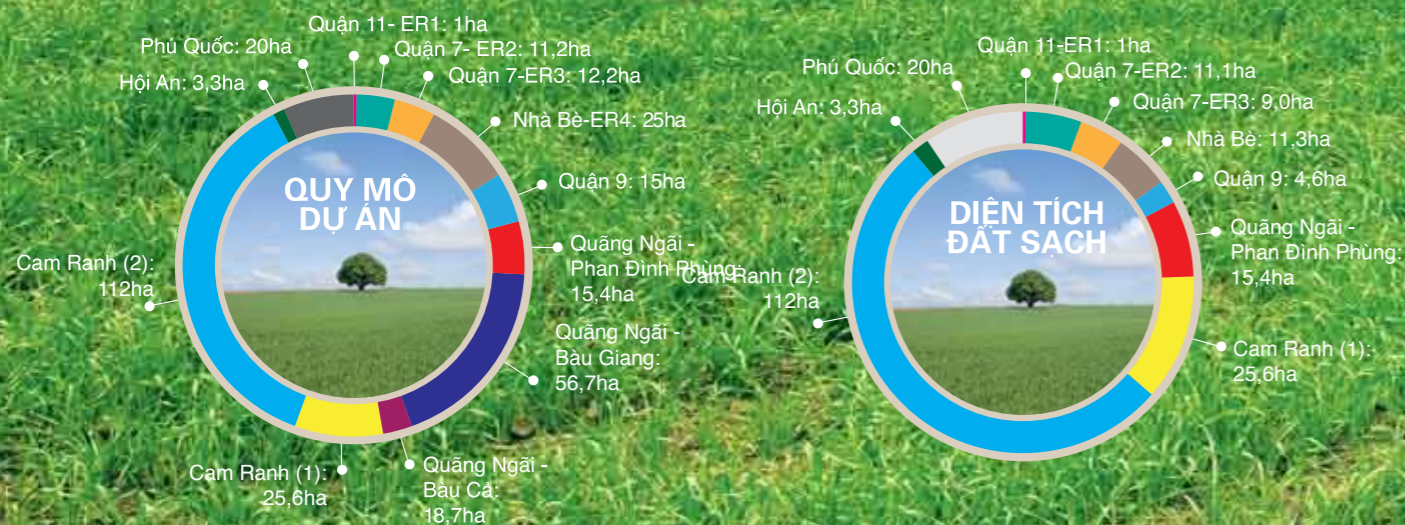 Quận 11- ER1: 1ha
Phú Quốc: 20ha
Quận 7- ER2: 11,2ha
Hội An: 3,3ha
Quận 7-ER3: 12,2ha
Nhà Bè-ER4: 25ha
QUY MÔ
DỰ ÁN
Quận 9: 15ha
Quãng Ngãi -
Phan Đình Phùng:
15,4ha
Cam Ranh (2):
112ha
Quãng Ngãi -
Bàu Giang:
56,7ha
Cam Ranh (1):
25,6ha
Quãng Ngãi -
Bàu Cả:
18,7ha
Quận 11-ER1: 1ha
Phú Quốc: 20ha
Quận 7-ER2: 11,1ha
Hội An: 3,3ha
Quận 7-ER3: 9,0ha
Nhà Bè: 11,3ha
Quận 9: 4,6ha
DIỆN TÍCH
ĐẤT SẠCH
Quãng Ngãi -
Phan Đình Phùng:
15,4ha
Cam Ranh (2):
112ha
Cam Ranh (1):
25,6ha